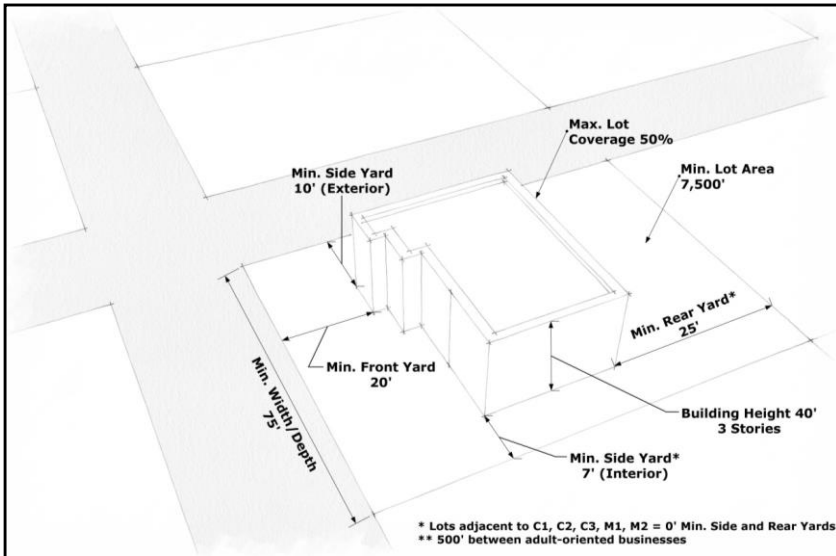 Max. Lot
Coverage 50%
Min. Side Yard
10' (Exterior)
Min. Lot Area
7,500'
Min. Rear Yard*
25'
Min. Front Yard
20'
Min. Width/Depth
75'
Building Height 40'
3 Stories
Min. Side Yard*
7' (Interior)
* Lots adjacent to C1, C2, C3, M1, M2 = 0' Min. Side and Rear Yards
** 500' between adult-oriented businesses